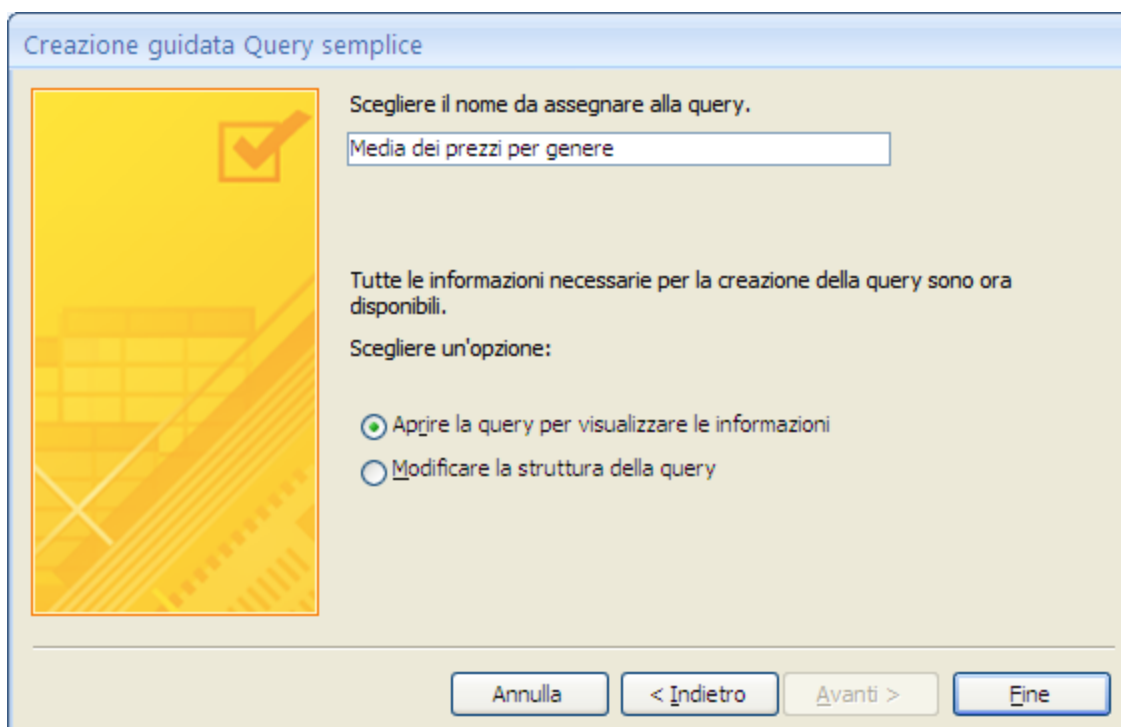 Creazione guidata Query semplice
Scegliere il nome da assegnare alla query.
Media dei prezzi per genere
Tutte le informazioni necessarie per la creazione della query sono ora
disponibili.
Scegliere un'opzione:
Aprire la query per visualizzare le informazioni
Modificare la struttura della query
Annulla < Indietro Avanti > Fine